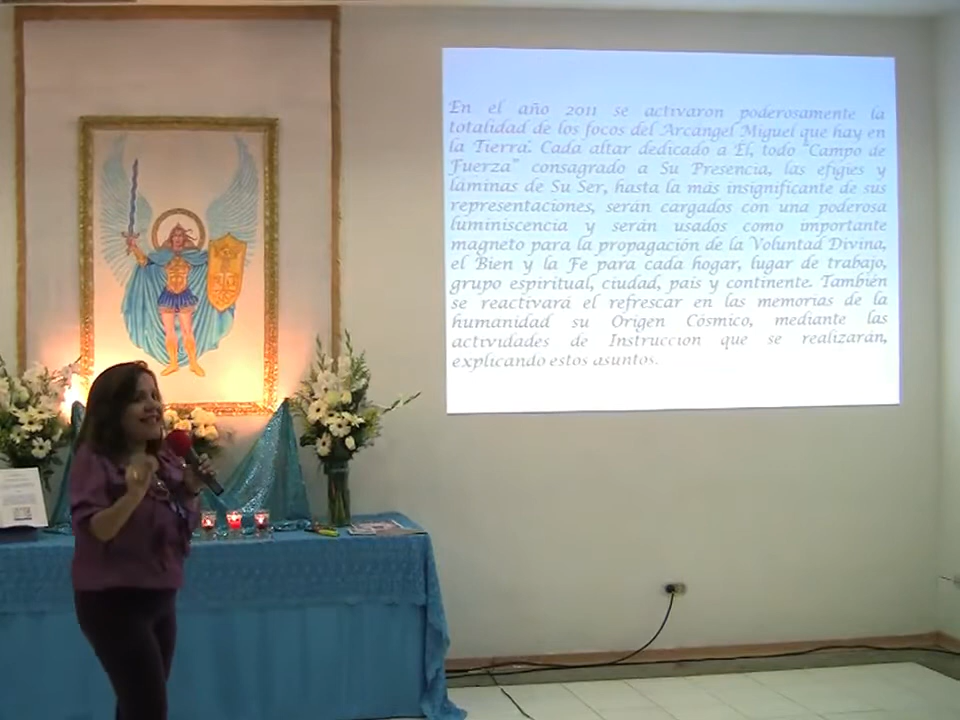 En el año 2011 se activaron poderosamente la
totalidad de los focos del Arcángel Miguel que hay en
la Tierra. Cada altar dedicado a Él, todo "Campo de
Fuerza" consagrado a Su Presencia, las efigies y
láminas de Su Ser, hasta la más insignificante de sus
representaciones, serán cargados con una poderosa
luminiscencia y serán usados como importante
magneto para la propagación de la Voluntad Divina,
el Bien y la Fe para cada hogar, lugar de trabajo,
grupo espiritual, ciudad, país y continente. También
se reactivará el refrescar en las memorias de la
humanidad su Origen Cósmico, mediante las
actividades de Instrucción que se realizarán,
explicando estos asuntos.